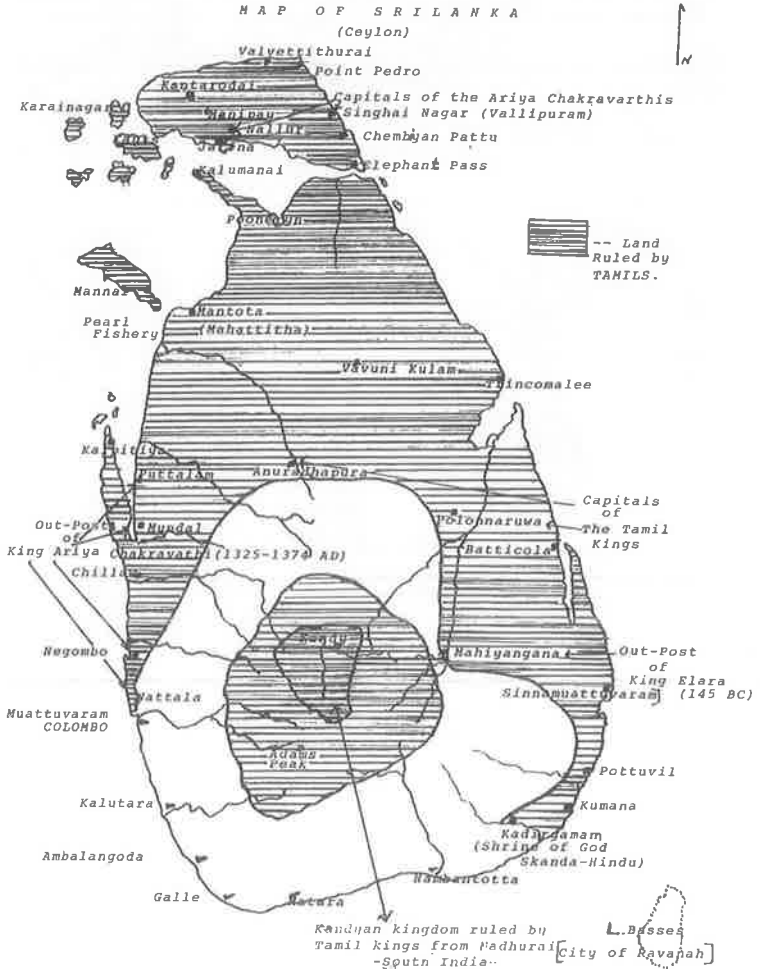 MAP OF SRILANKA
(Ceylon)
N
Valvettithurai
Point Pedro
Kantarodai
Karainagar
Capitals of the Ariya Chakravarthis
Manipay
Singhai Nagar (Vallipuram)
Nallur
Chembiyan Pattu
Jaffna
Elephant Pass
Kalumanai
Pooneryn
-- Land
Ruled by
TAMILS.
Mannar
Mantota
(Mahattitha)
Pearl
Fishery
Vavuni Kulam
Trincomalee
Kalpitiya
Puttalam
Anuradhapura
Capitals
of
The Tamil
Kings
Polonnaruwa
Out-Post
of
King Ariya Chakravathi (1325-1374 AD)
Mundal
Batticola
Chillaw
Kandy
Negombo
Mahiyangana
Out-Post
of
King Elara
(145 BC)
Sinnamuattuvaram
Wattala
Muattuvaram
COLOMBO
Adams
Peak
Pottuvil
Kalutara
Kumana
Kadirgamam
(Shrine of God
Skanda-Hindu)
Ambalangoda
Hambantotta
Galle
Matara
Kandyan kingdom ruled by
Tamil kings from Madhurai
-South India-
L.Basses
[City of Ravanah]